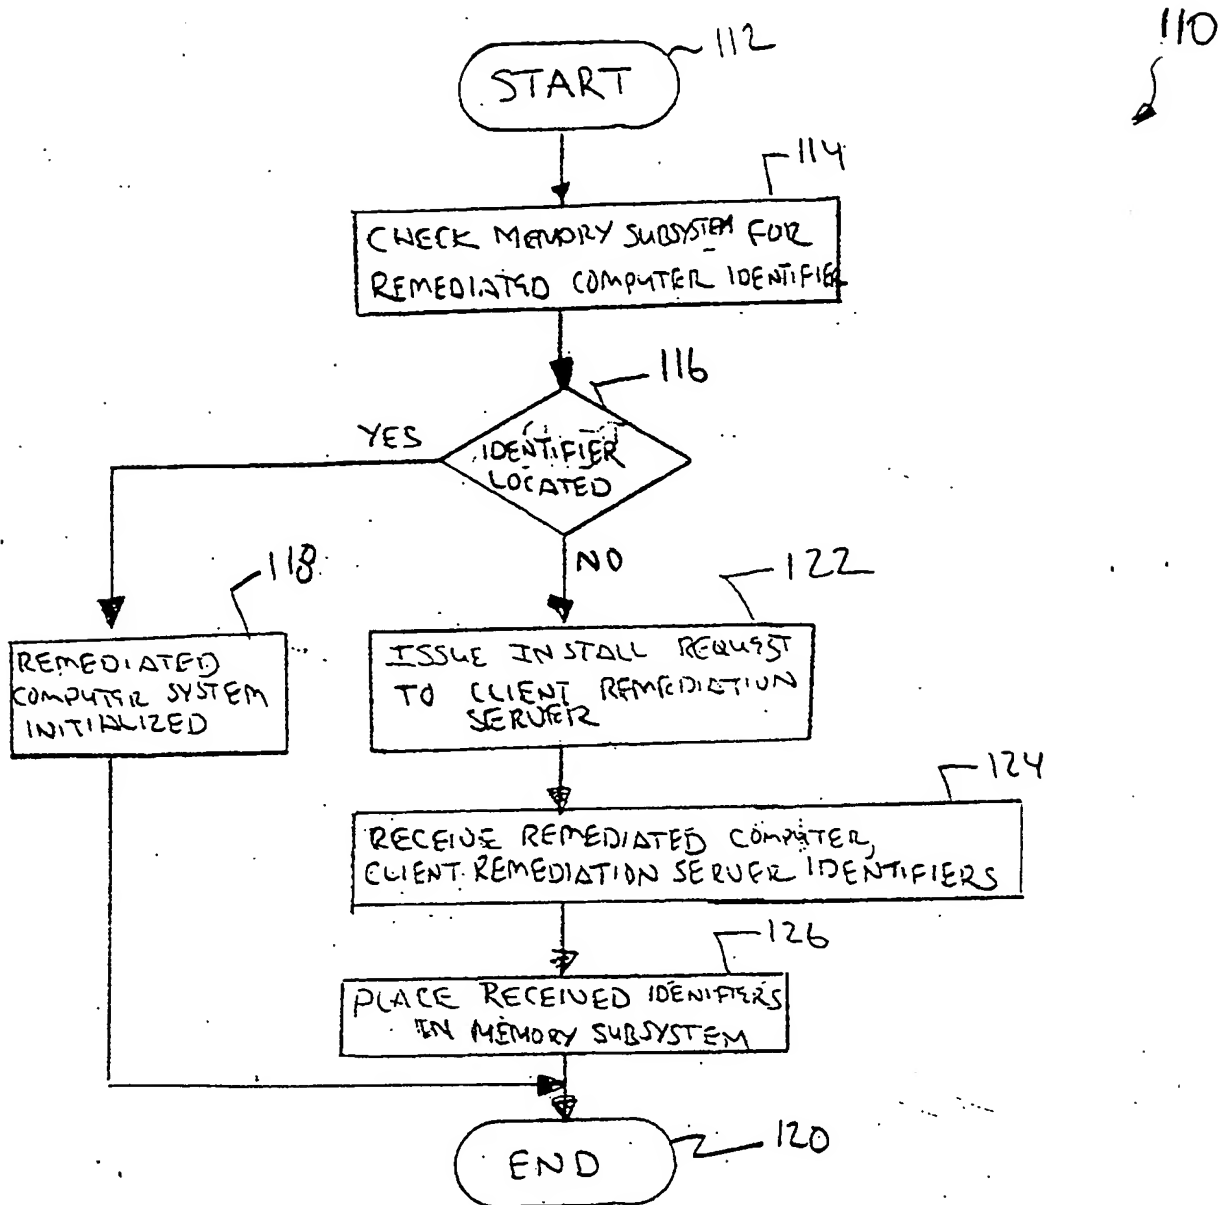 110
112
START
114
CHECK MEMORY SUBSYSTEM FOR
REMEDIATED COMPUTER IDENTIFIER
116
YES
IDENTIFIER
LOCATED
NO
118
122
REMEDIATED
COMPUTER SYSTEM
INITIALIZED
ISSUE INSTALL REQUEST
TO CLIENT REMEDIATION
SERVER
124
RECEIVE REMEDIATED COMPUTER,
CLIENT REMEDIATION SERVER IDENTIFIERS
126
PLACE RECEIVED IDENIFIERS
IN MEMORY SUBSYSTEM
120
END